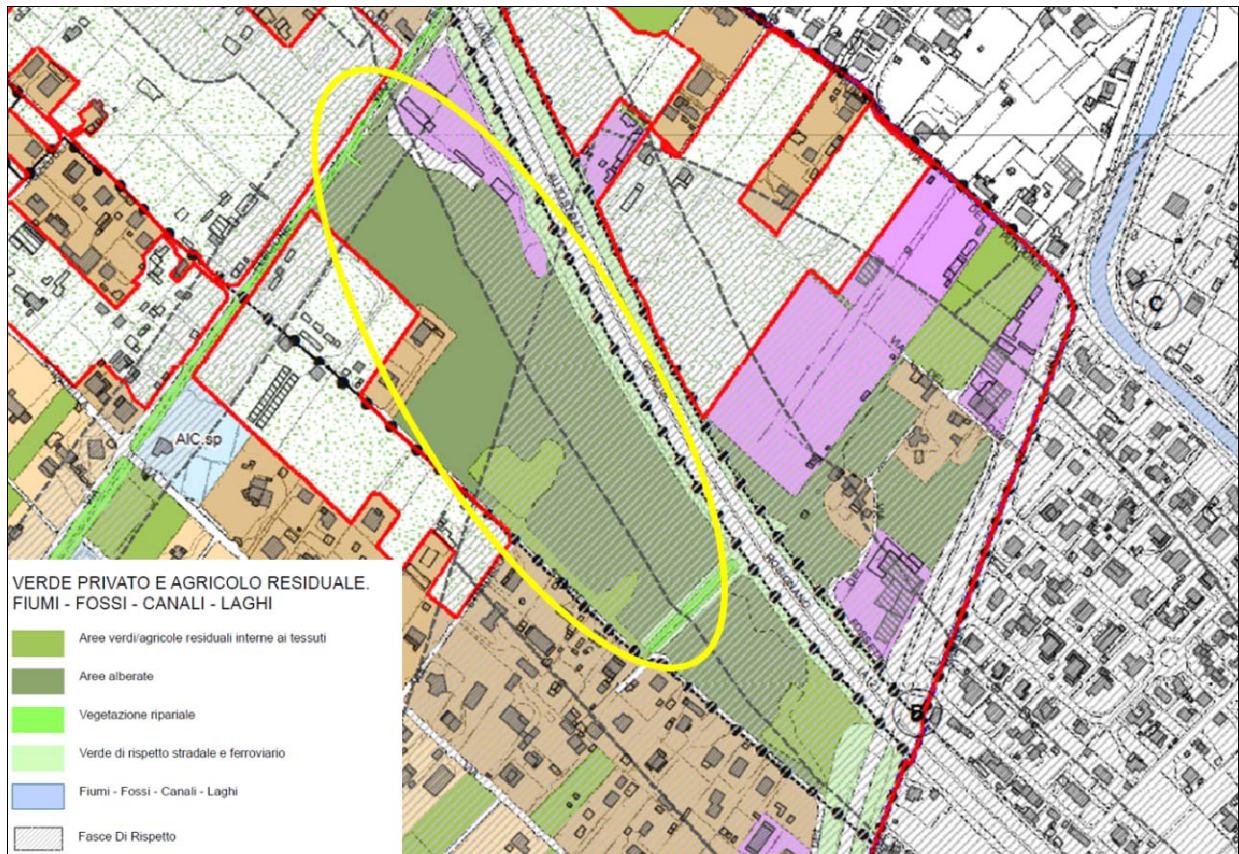 AIC.sp
C
B
VERDE PRIVATO E AGRICOLO RESIDUALE.
FIUMI - FOSSI - CANALI - LAGHI
Aree verdi/agricole residuali interne ai tessuti
Aree alberate
Vegetazione ripariale
Verde di rispetto stradale e ferroviario
Fiumi - Fossi - Canali - Laghi
Fasce Di Rispetto